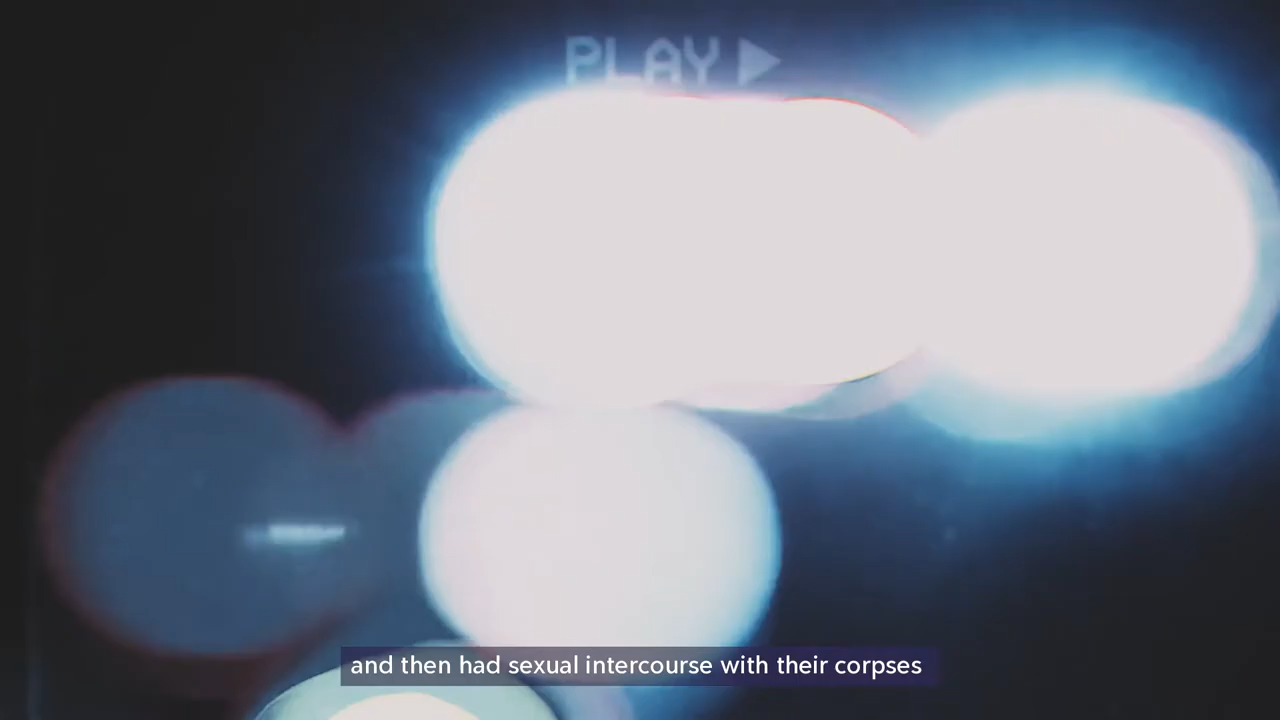 PLAY
and then had sexual intercourse with their corpses